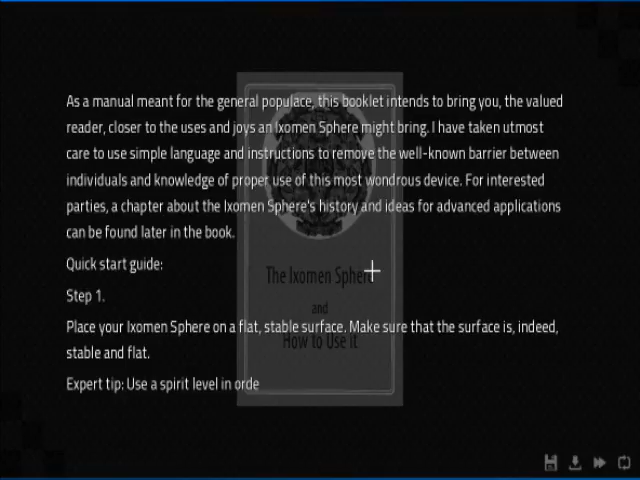 As a manual meant for the general populace, this booklet intends to bring you, the valued
reader, closer to the uses and joys an Ixomen Sphere might bring. I have taken utmost
care to use simple language and instructions to remove the well-known barrier between
individuals and knowledge of proper use of this most wondrous device. For interested
parties, a chapter about the Ixomen Sphere's history and ideas for advanced applications
can be found later in the book.
Quick start guide:
The Ixomen Sphere
Step 1.
and
Place your Ixomen Sphere on a flat, stable surface. Make sure that the surface is, indeed,
How to Use it
stable and flat.
Expert tip: Use a spirit level in orde